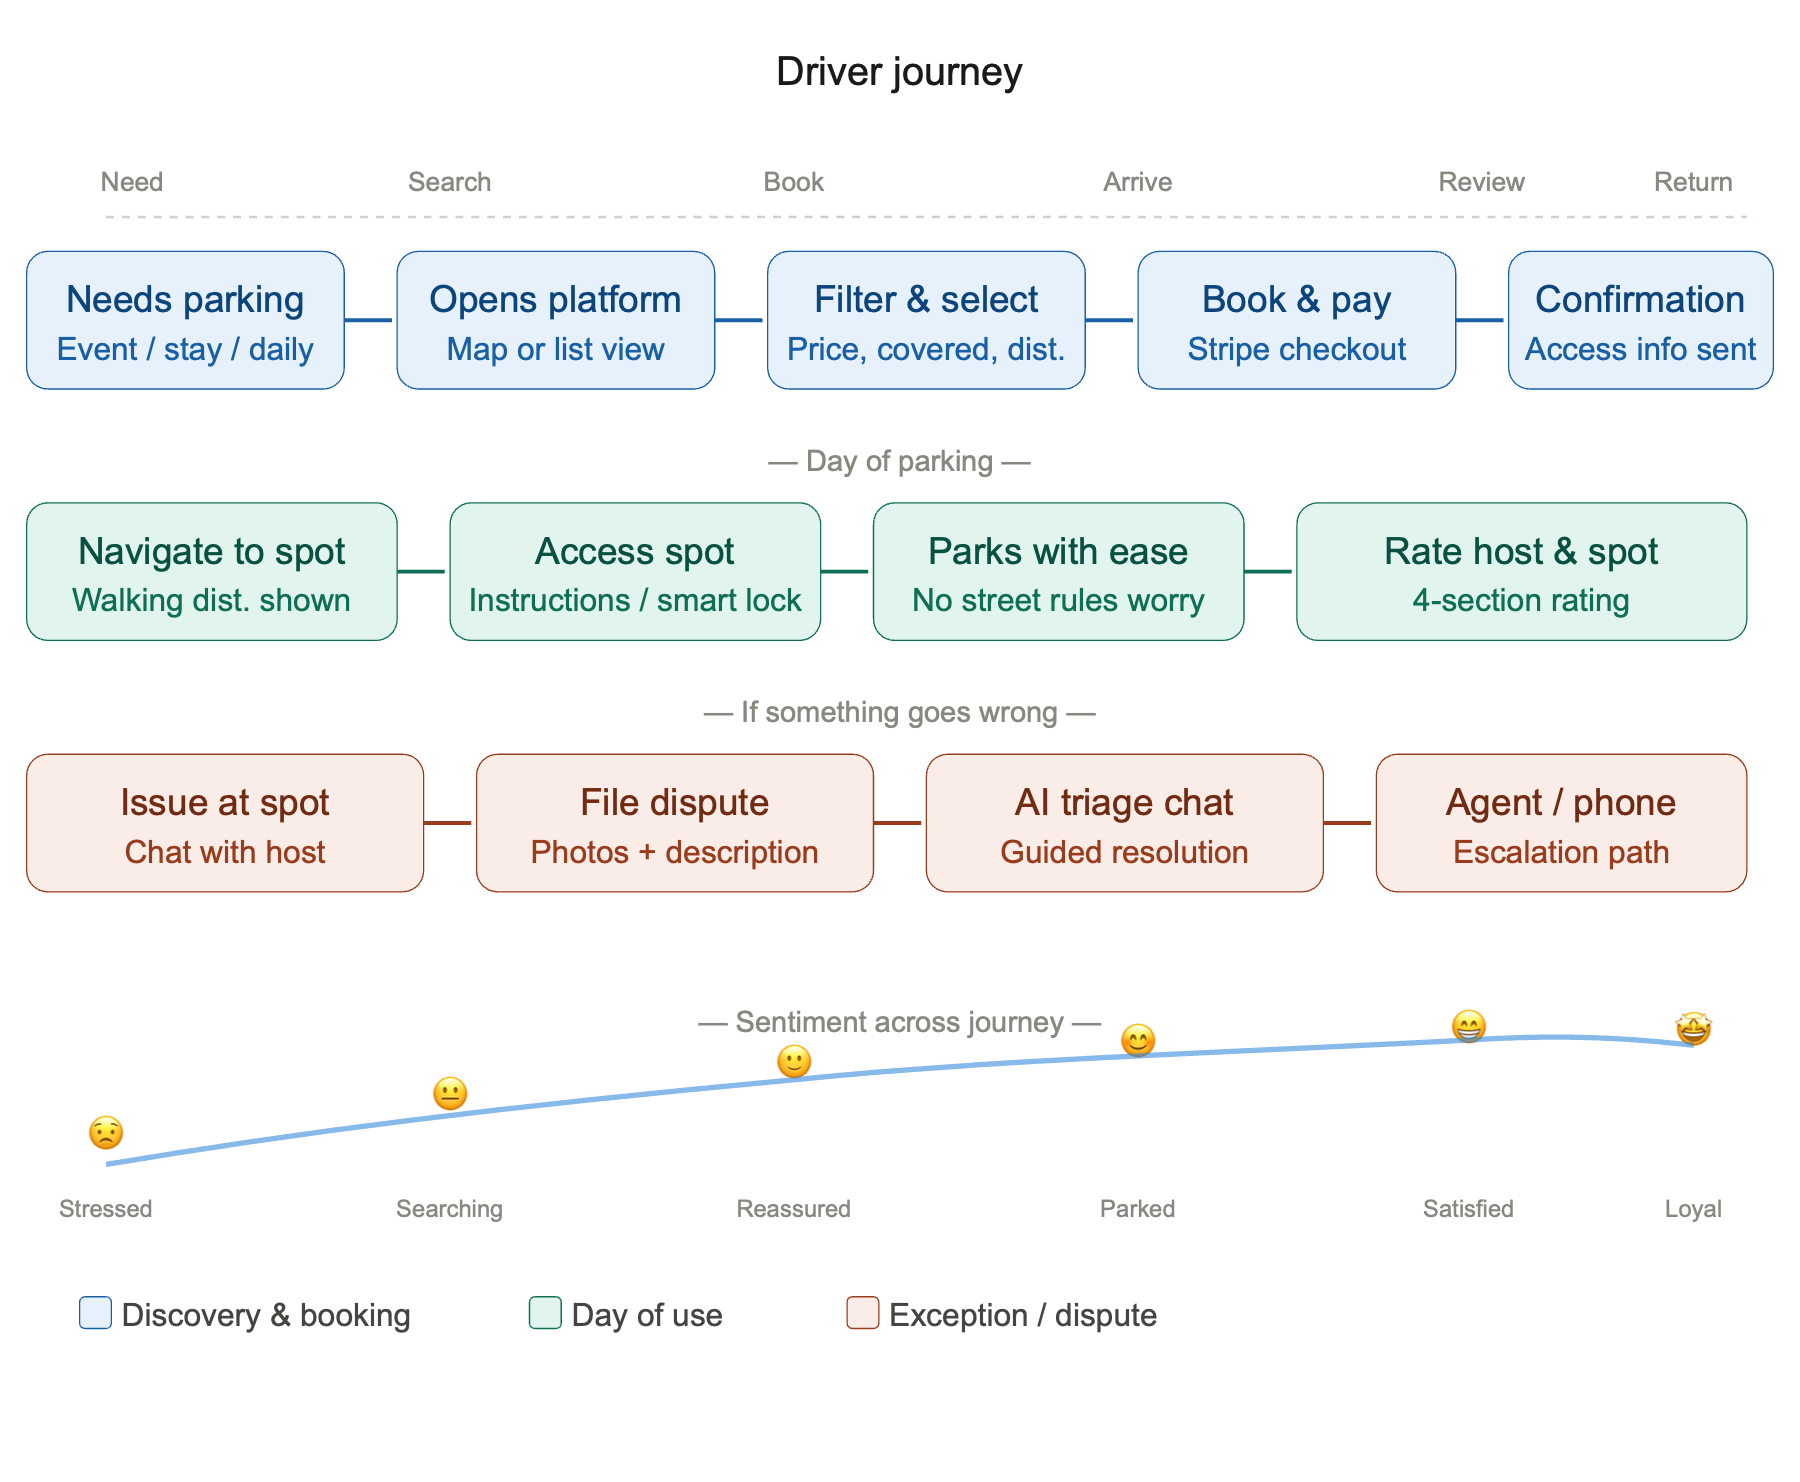 Driver journey
Need Search Book Arrive Review Return
Needs parking Opens platform Filter & select Book & pay Confirmation
Event / stay / daily Map or list view Price, covered, dist. Stripe checkout Access info sent
— Day of parking —
Navigate to spot Access spot Parks with ease Rate host & spot
Walking dist. shown Instructions / smart lock No street rules worry 4-section rating
— If something goes wrong —
Issue at spot File dispute AI triage chat Agent / phone
Chat with host Photos + description Guided resolution Escalation path
— Sentiment across journey —
Stressed Searching Reassured Parked Satisfied Loyal
Discovery & booking Day of use Exception / dispute